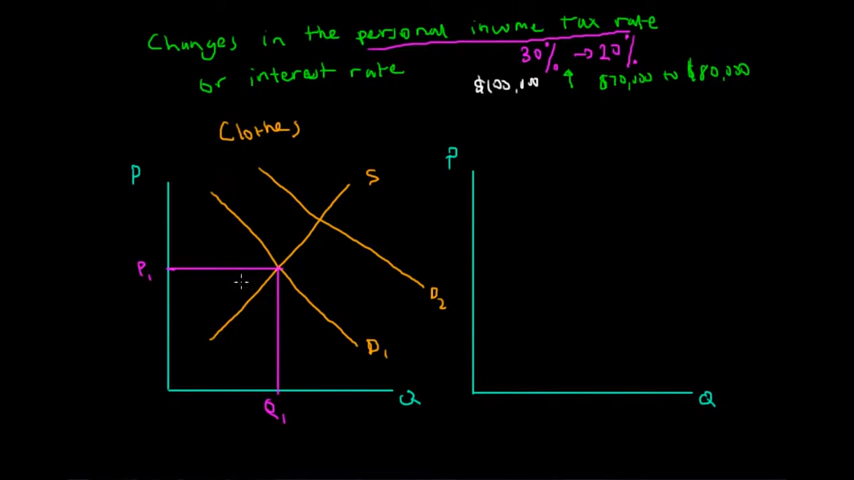 Changes in the personal income tax rate
30% → 20%
or interest rate
$100,000 ↑ $70,000 to $80,000
Clothes
P
S
P
P1
D2
D1
Q
Q
Q1